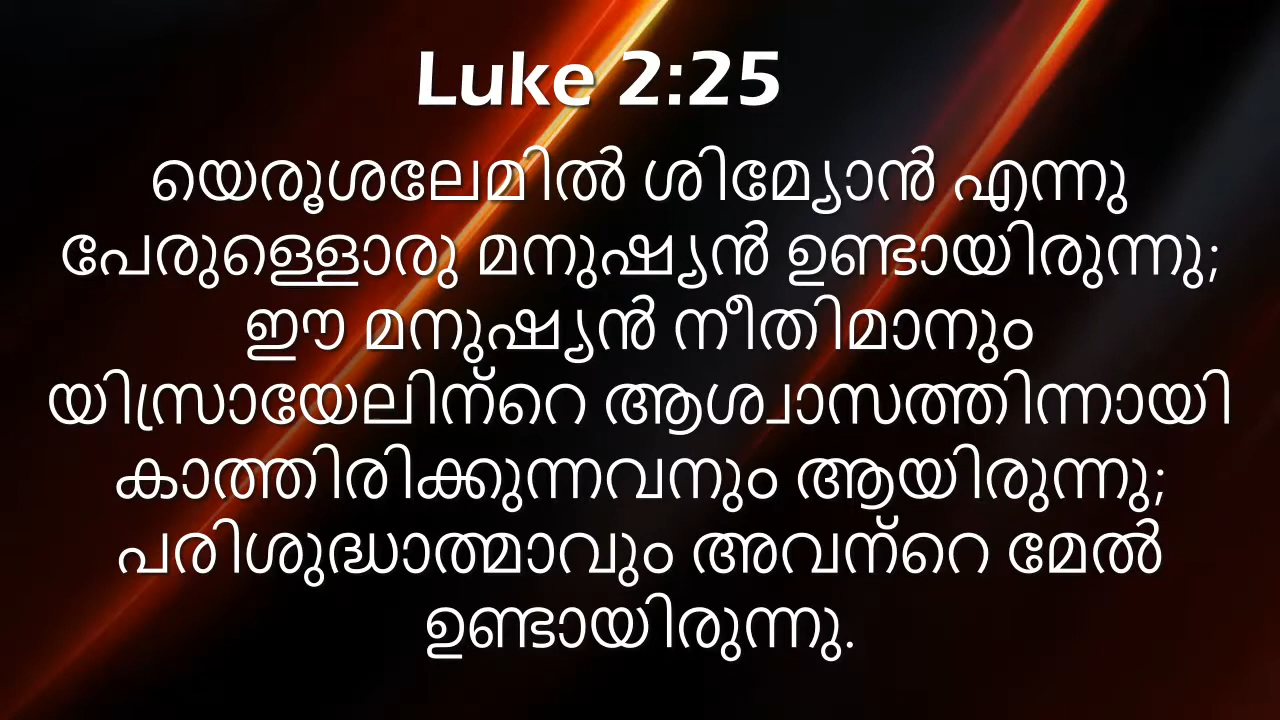 Luke 2:25
യെരൂശലേമിൽ ശിമ്യോൻ എന്നു
പേരുള്ളൊരു മനുഷ്യൻ ഉണ്ടായിരുന്നു;
ഈ മനുഷ്യൻ നീതിമാനും
യിസ്രായേലിന്റെ ആശ്വാസത്തിന്നായി
കാത്തിരിക്കുന്നവനും ആയിരുന്നു;
പരിശുദ്ധാത്മാവും അവന്റെ മേൽ
ഉണ്ടായിരുന്നു.